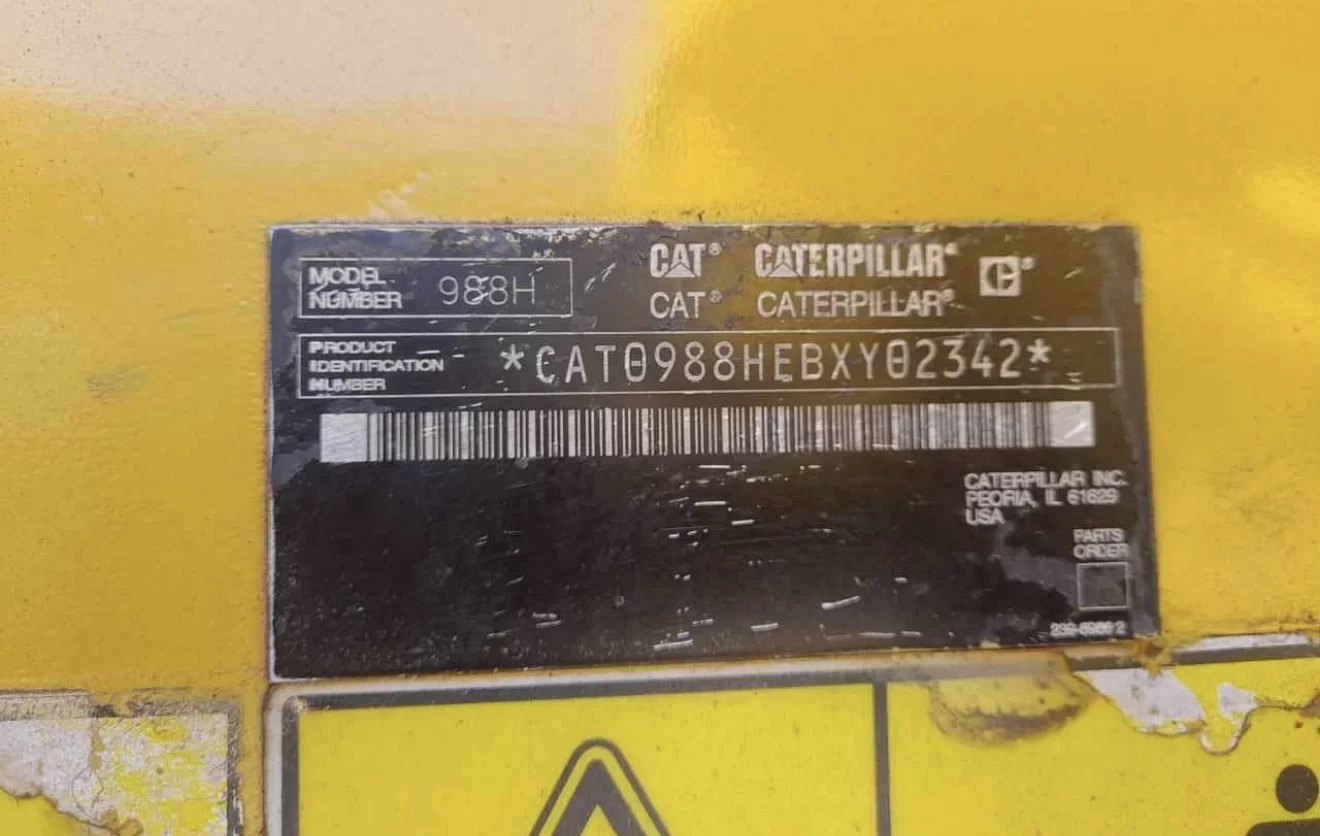 MODEL
NUMBER 988H
CAT® CATERPILLAR® C®
CAT® CATERPILLAR®
PRODUCT
IDENTIFICATION
NUMBER
*CAT0988HEBXY02342*
CATERPILLAR INC.
PEORIA, IL 61629
USA
PARTS
ORDER